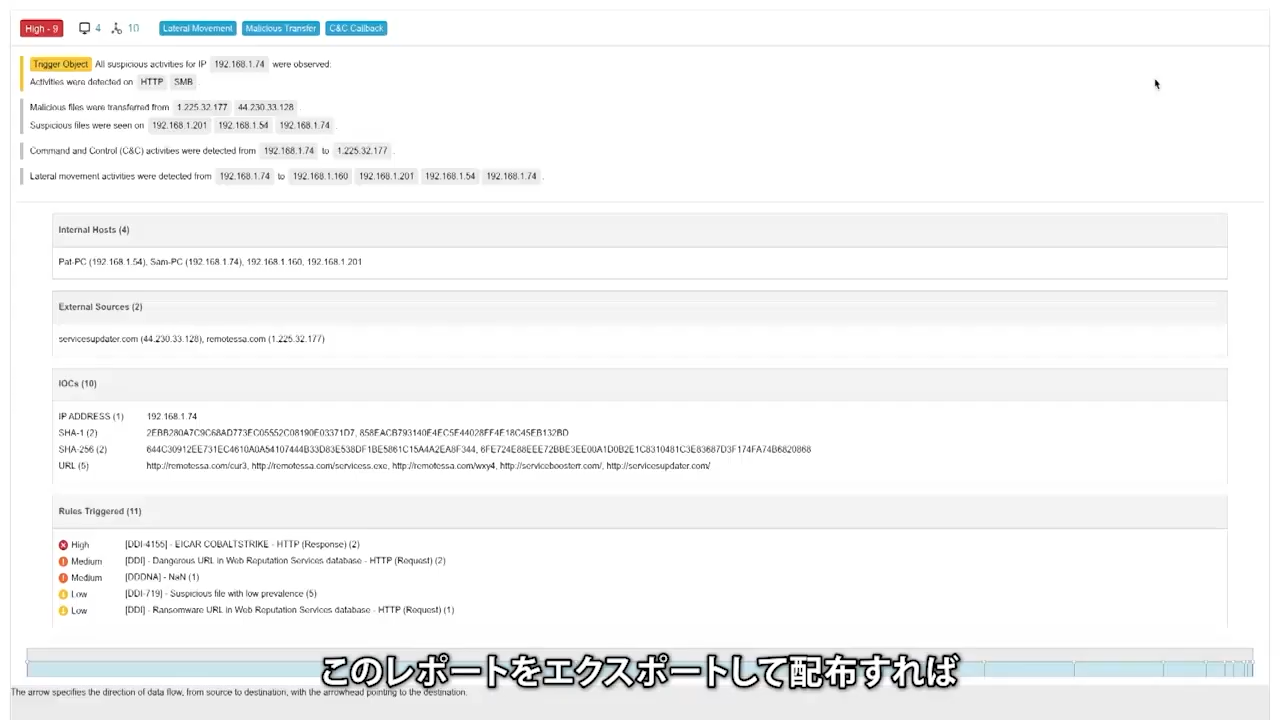 High - 9 4 10 Lateral Movement Malicious Transfer C&C Callback
Trigger Object All suspicious activities for IP 192.168.1.74 were observed:
Activities were detected on HTTP SMB .
Malicious files were transferred from 1.225.32.177 44.230.33.128 .
Suspicious files were seen on 192.168.1.201 192.168.1.54 192.168.1.74 .
Command and Control (C&C) activities were detected from 192.168.1.74 to 1.225.32.177 .
Lateral movement activities were detected from 192.168.1.74 to 192.168.1.160 192.168.1.201 192.168.1.54 192.168.1.74 .
Internal Hosts (4)
Pat-PC (192.168.1.54), Sam-PC (192.168.1.74), 192.168.1.160, 192.168.1.201
External Sources (2)
servicesupdater.com (44.230.33.128), remotessa.com (1.225.32.177)
IOCs (10)
IP ADDRESS (1) 192.168.1.74
SHA-1 (2) 2EBB280A7C9C68AD773EC05552C08190E03371D7, 858EACB793140E4EC5E44028FF4E18C45EB132BD
SHA-256 (2) 644C30912EE731EC4610A0A54107444B33D83E538DF1BE5861C15A4A2EA8F344, 6FE724E88EEE72BBE3EE00A1D0B2E1C8310481C3E83687D3F174FA74B6820868
URL (5) http://remotessa.com/cur3, http://remotessa.com/servicess.exe, http://remotessa.com/wxy4, http://serviceboosterr.com/, http://servicesupdater.com/
Rules Triggered (11)
High [DDI-4155] - EICAR COBALTSTRIKE - HTTP (Response) (2)
Medium [DDI] - Dangerous URL in Web Reputation Services database - HTTP (Request) (2)
Medium [DDDNA] - NaN (1)
Low [DDI-719] - Suspicious file with low prevalence (5)
Low [DDI] - Ransomware URL in Web Reputation Services database - HTTP (Request) (1)
このレポートをエクスポートして配布すれば
The arrow specifies the direction of data flow, from source to destination, with the arrowhead pointing to the destination.